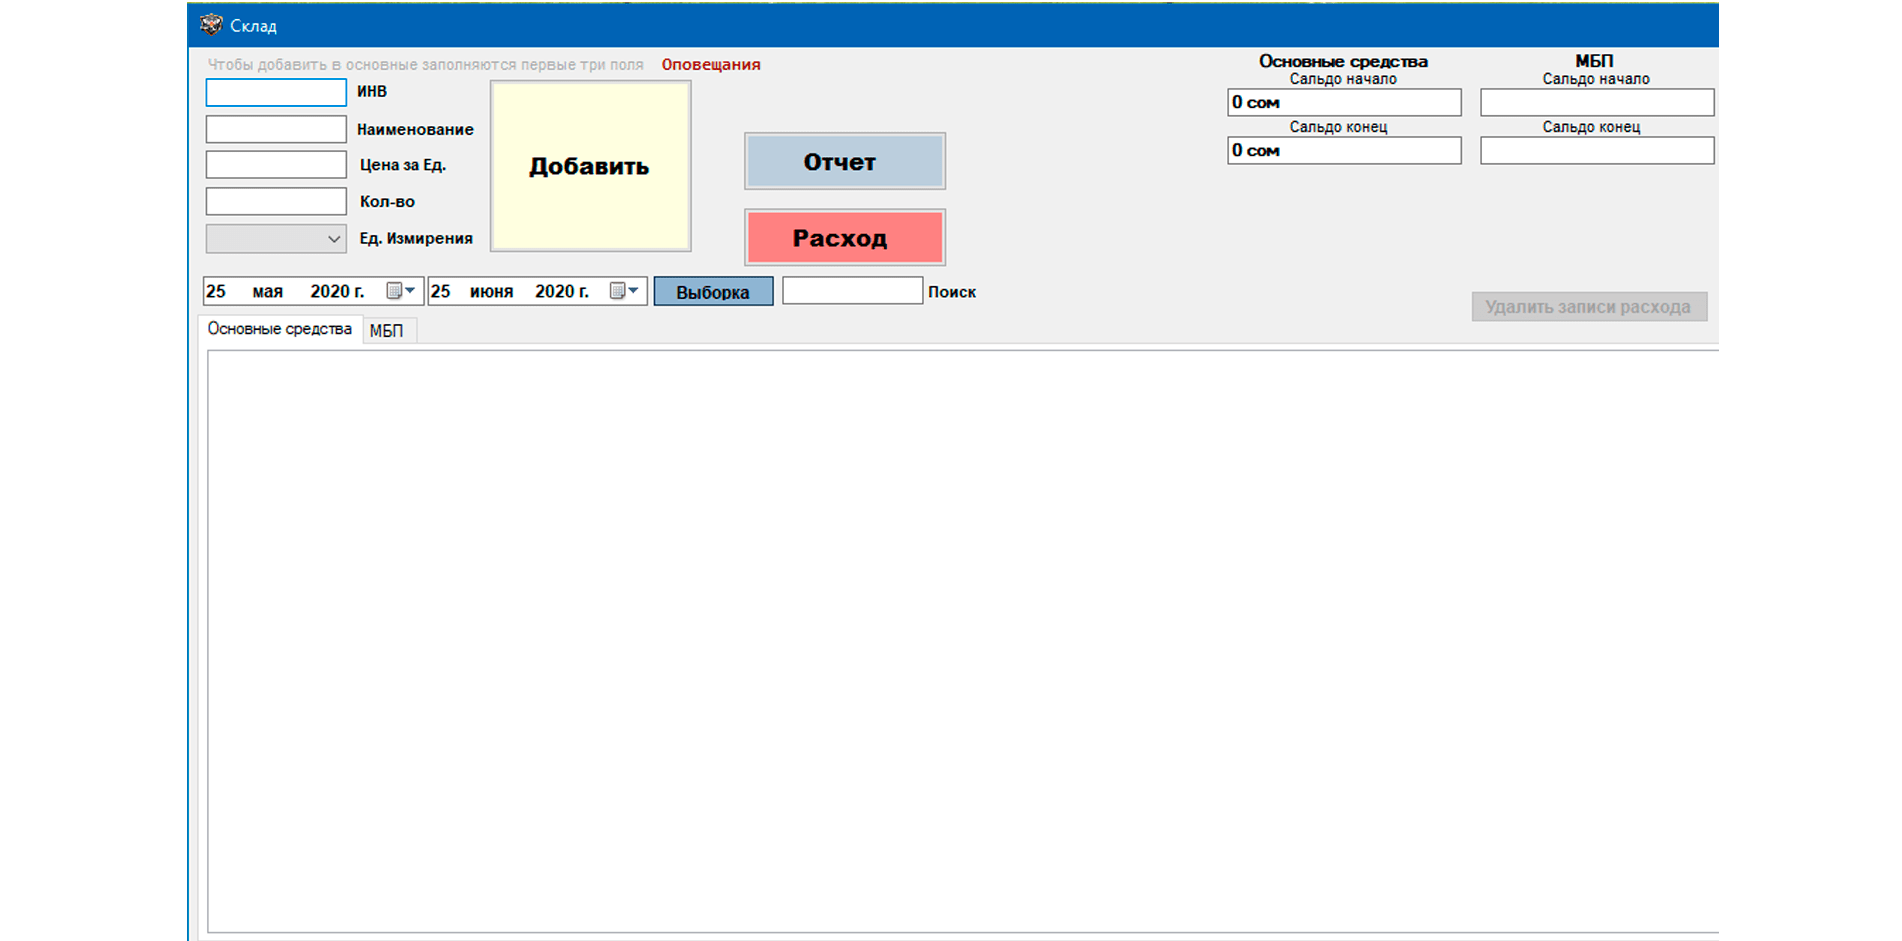 Склад
Чтобы добавить в основные заполняются первые три поля Оповещания
ИНВ
Наименование
Цена за Ед.
Кол-во
Ед. Измирения
Добавить
Отчет
Расход
Основные средства
Сальдо начало
0 сом
Сальдо конец
0 сом
МБП
Сальдо начало
Сальдо конец
25 мая 2020 г. 25 июня 2020 г. Выборка Поиск
Удалить записи расхода
Основные средства МБП